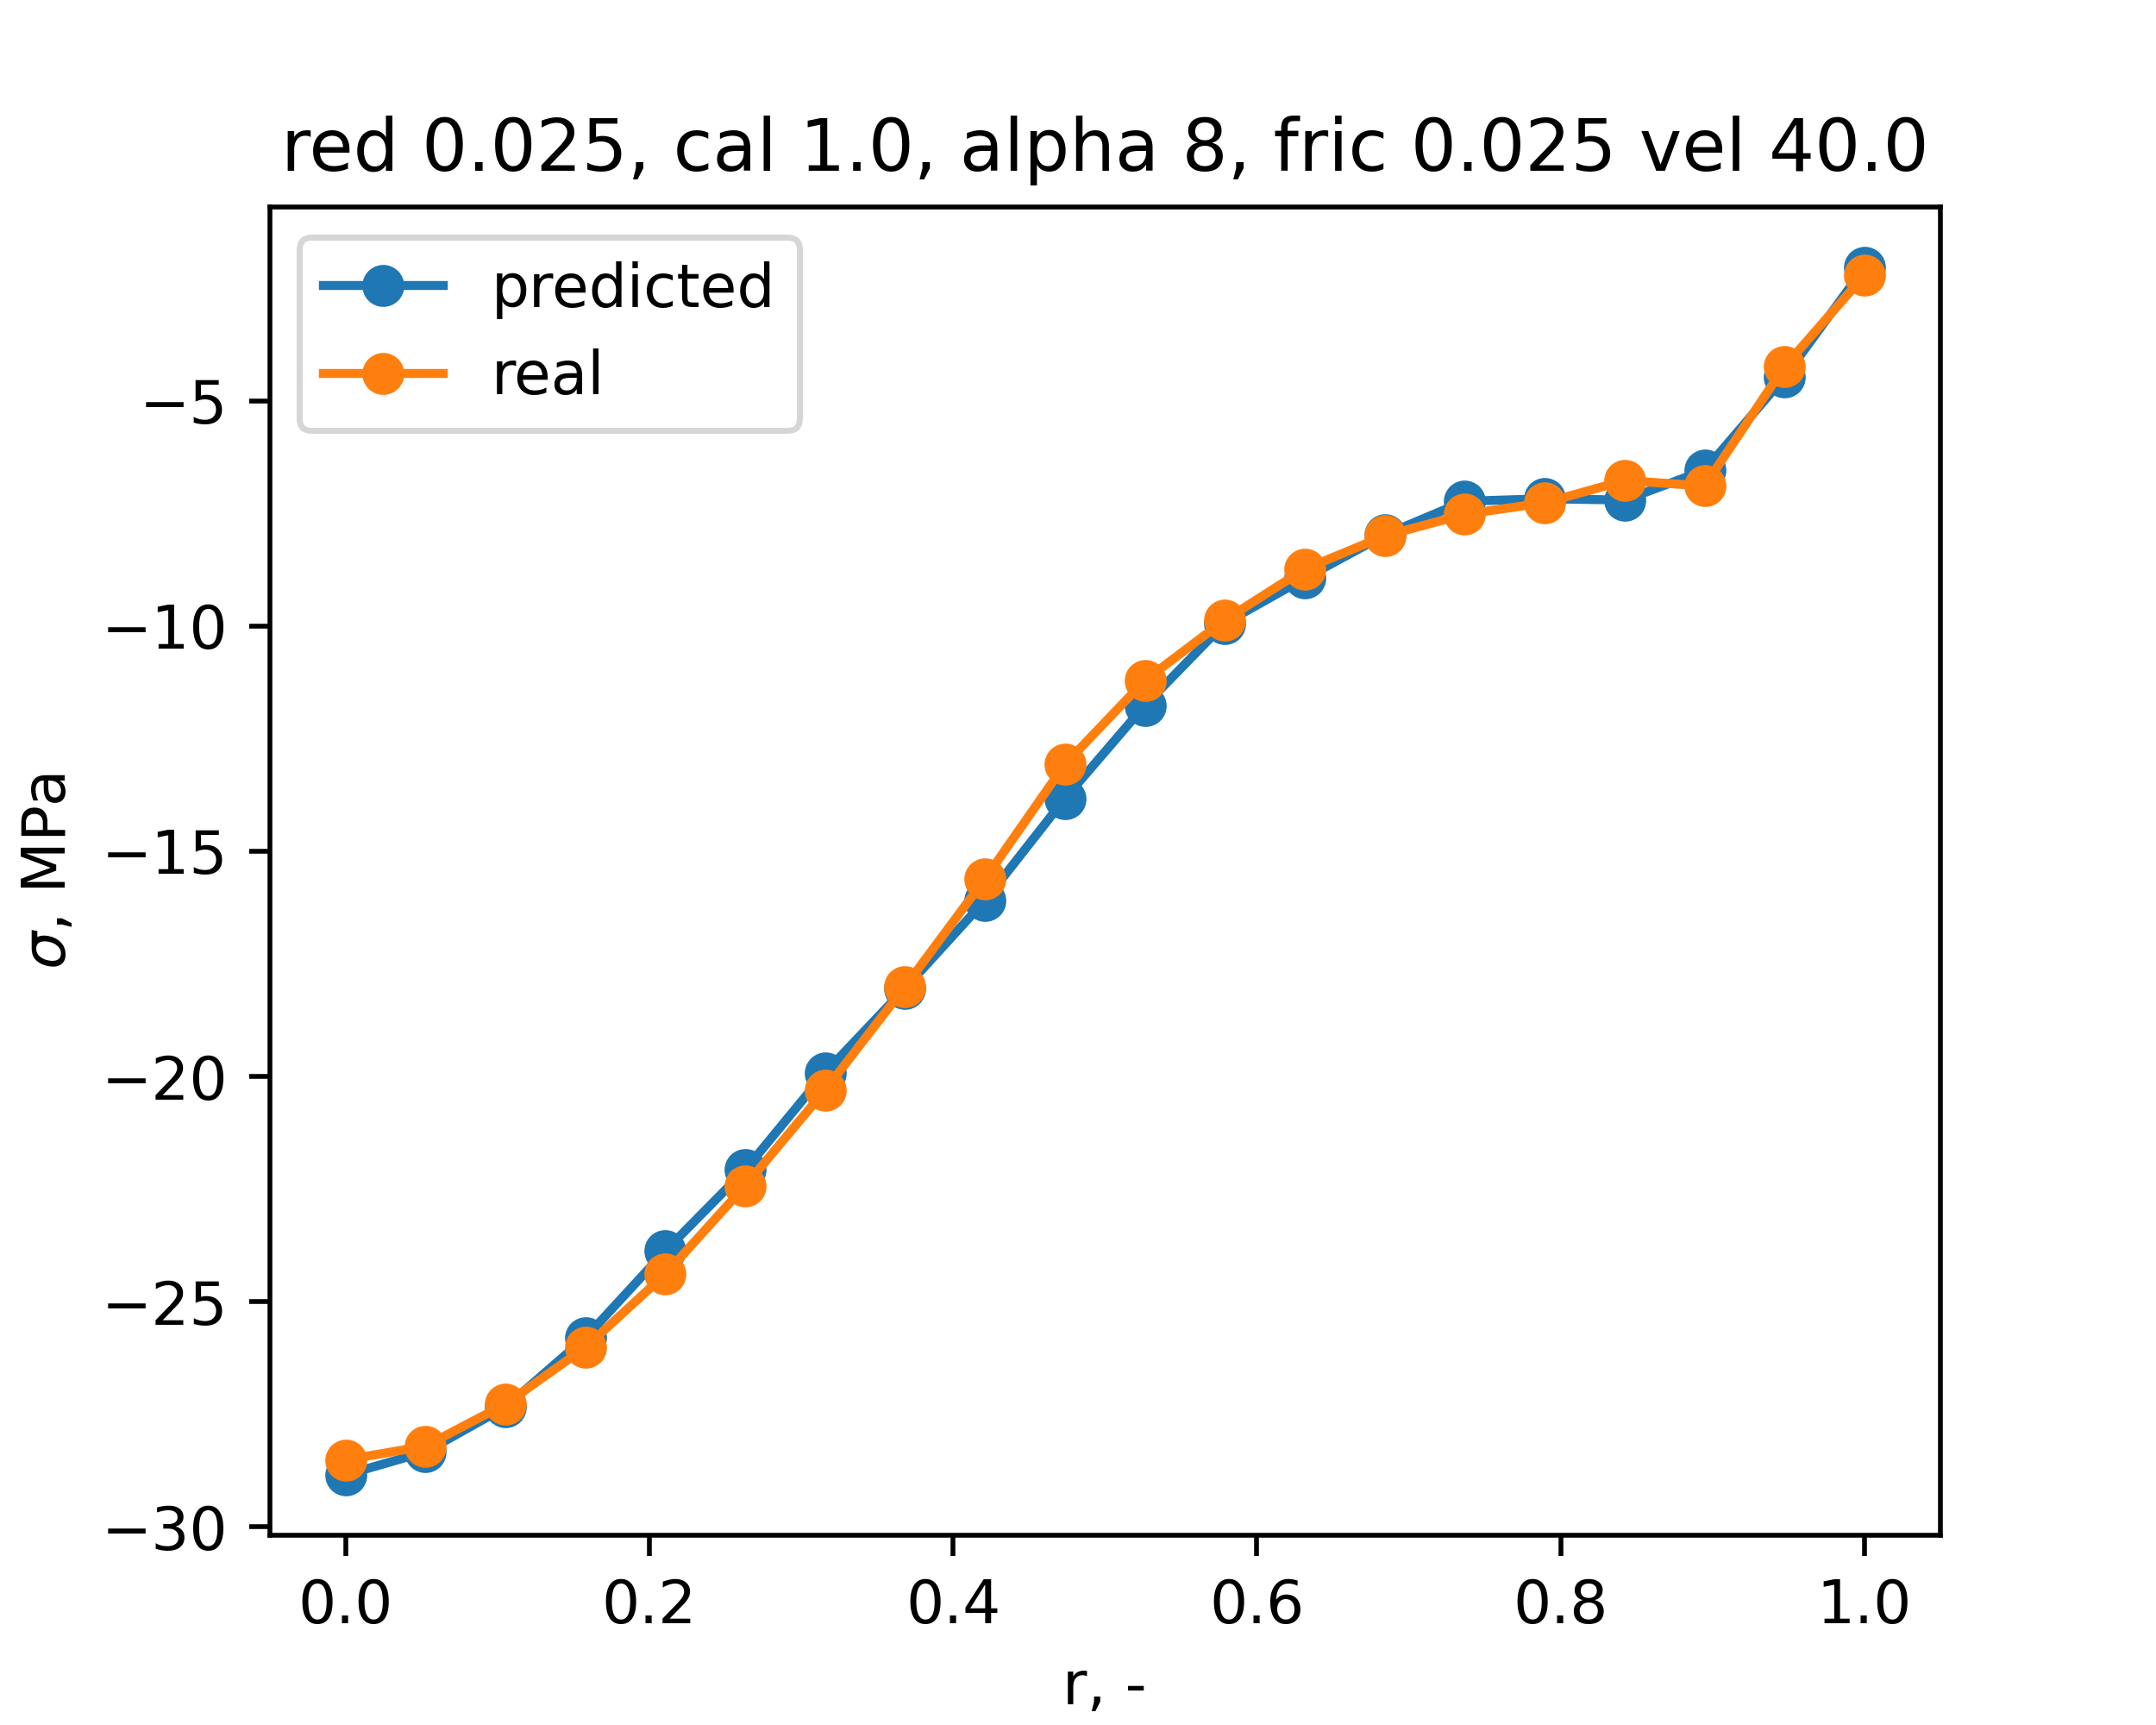 red 0.025, cal 1.0, alpha 8, fric 0.025 vel 40.0
predicted
real
−5
−10
−15
−20
−25
−30
σ, MPa
0.0 0.2 0.4 0.6 0.8 1.0
r, -